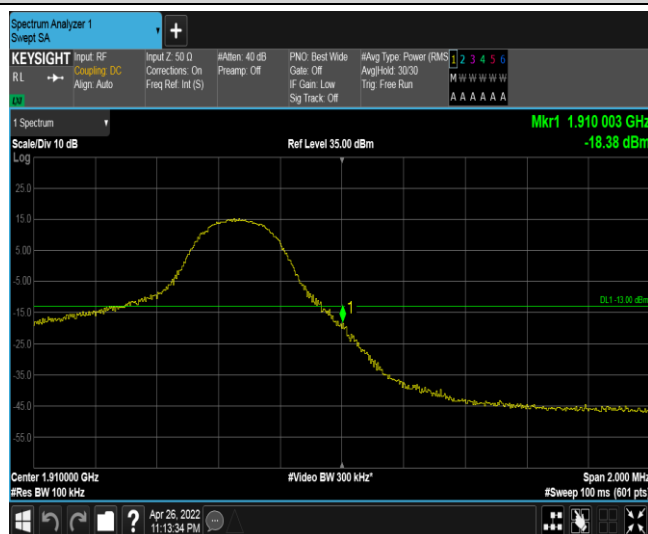 Spectrum Analyzer 1
Swept SA
KEYSIGHT
RL
LXI
Input: RF
Coupling: DC
Align: Auto
Input Z: 50 Ω
Corrections: On
Freq Ref: Int (S)
#Atten: 40 dB
Preamp: Off
PNO: Best Wide
Gate: Off
IF Gain: Low
Sig Track: Off
#Avg Type: Power (RMS
Avg|Hold: 30/30
Trig: Free Run
1 2 3 4 5 6
M W W W W W
A A A A A A
1 Spectrum
Scale/Div 10 dB
Ref Level 35.00 dBm
Mkr1 1.910 003 GHz
-18.38 dBm
Log
25.0
15.0
5.00
-5.00
-15.0
-25.0
-35.0
-45.0
-55.0
1
DL1 -13.00 dBm
Center 1.910000 GHz
#Res BW 100 kHz
#Video BW 300 kHz*
Span 2.000 MHz
#Sweep 100 ms (601 pts)
?
Apr 26, 2022
11:13:34 PM